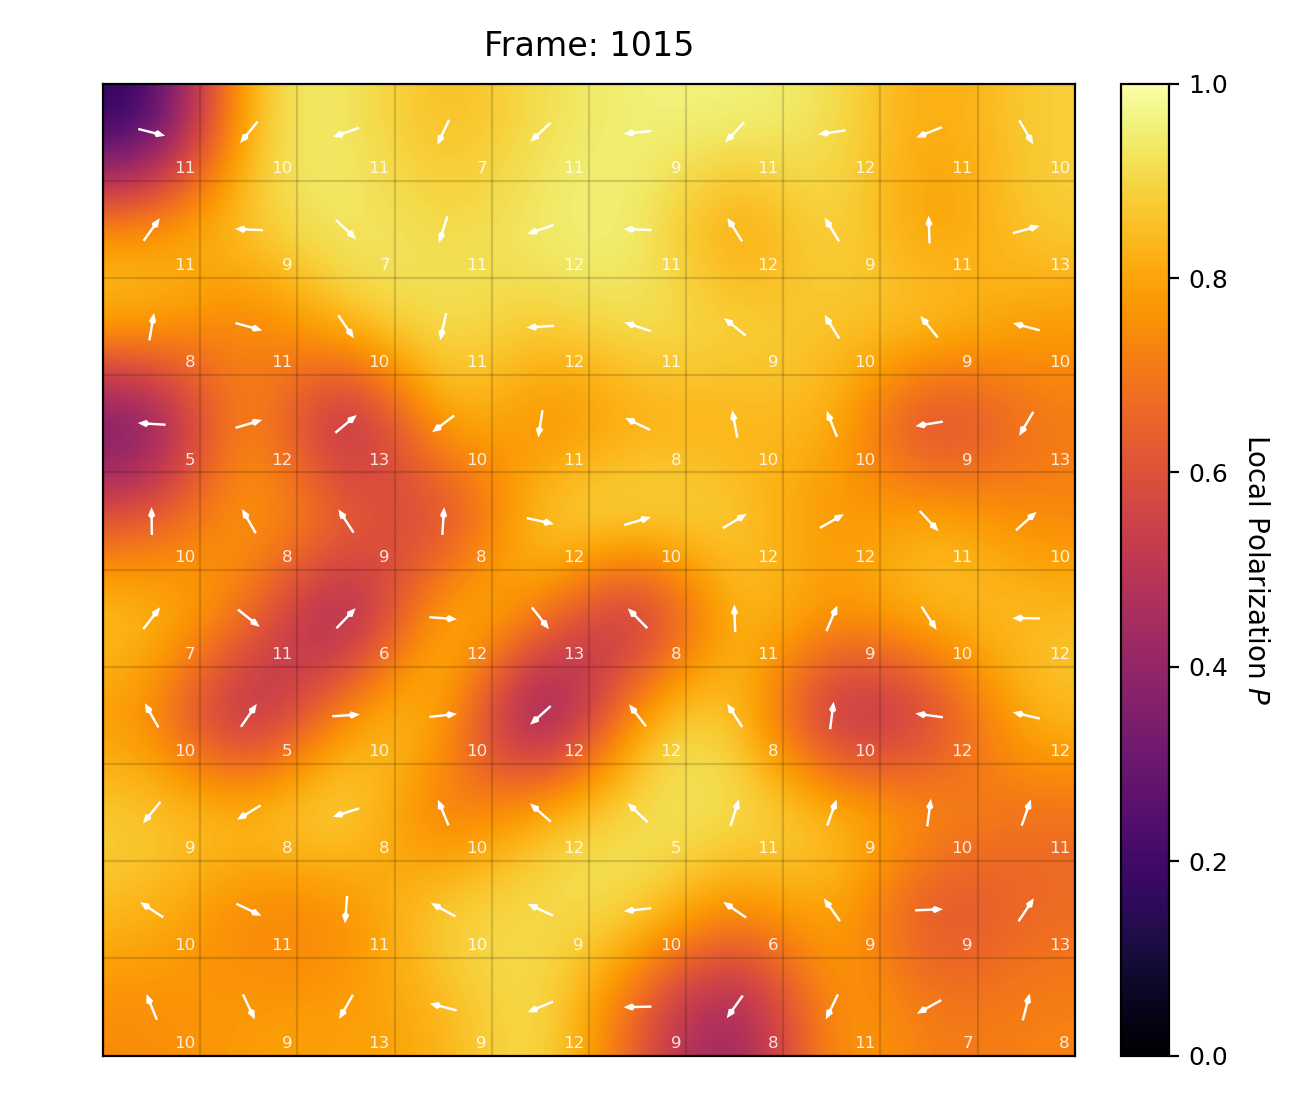 Frame: 1015
11 10 11 7 11 9 11 12 11 10
11 9 7 11 12 11 12 9 11 13
8 11 10 11 12 11 9 10 9 10
5 12 13 10 11 8 10 10 9 13
10 8 9 8 12 10 12 12 11 10
7 11 6 12 13 8 11 9 10 12
10 5 10 10 12 12 8 10 12 12
9 8 8 10 12 5 11 9 10 11
10 11 11 10 9 10 6 9 9 13
10 9 13 9 12 9 8 11 7 8
1.0
0.8
0.6
0.4
0.2
0.0
Local Polarization P